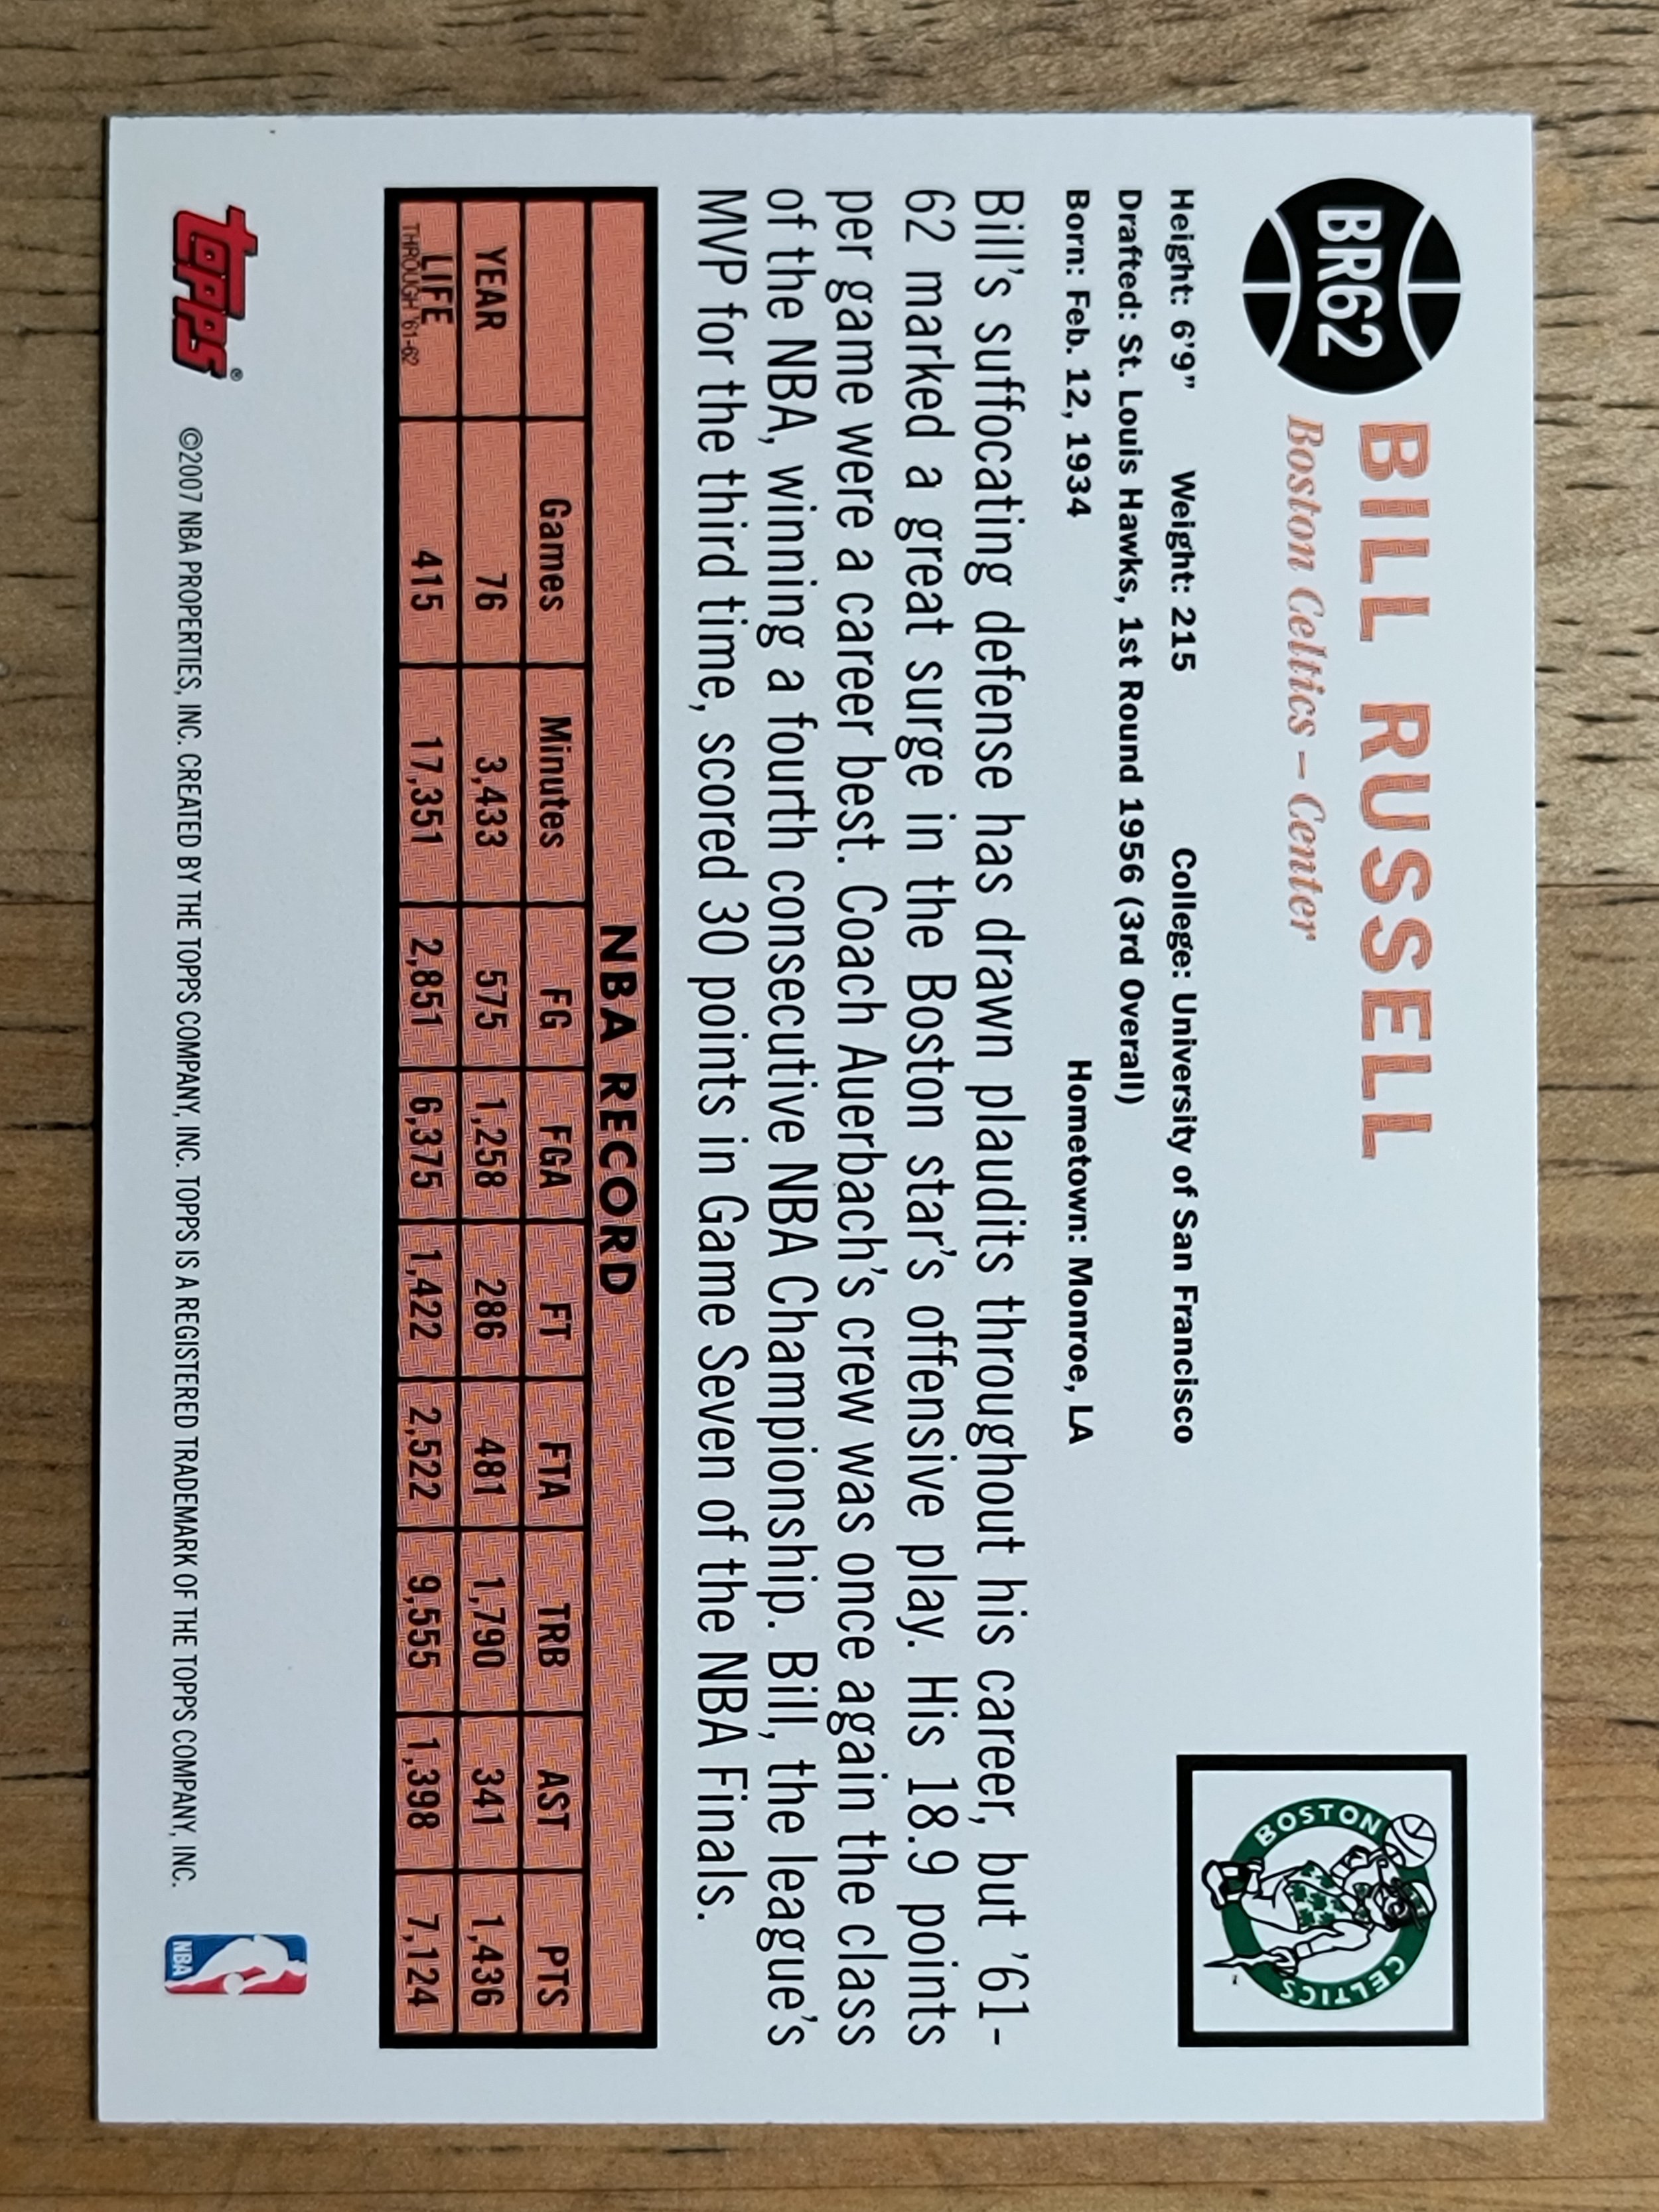 BR62
BILL RUSSELL
Boston Celtics – Center
BOSTON CELTICS ™
Height: 6'9" Weight: 215 College: University of San Francisco
Drafted: St. Louis Hawks, 1st Round 1956 (3rd Overall)
Born: Feb. 12, 1934 Hometown: Monroe, LA
Bill's suffocating defense has drawn plaudits throughout his career, but '61-
62 marked a great surge in the Boston star's offensive play. His 18.9 points
per game were a career best. Coach Auerbach's crew was once again the class
of the NBA, winning a fourth consecutive NBA Championship. Bill, the league's
MVP for the third time, scored 30 points in Game Seven of the NBA Finals.
NBA RECORD
Games Minutes FG FGA FT FTA TRB AST PTS
YEAR 76 3,433 575 1,258 286 481 1,790 341 1,436
LIFE 415 17,351 2,851 6,375 1,422 2,522 9,555 1,398 7,124
THROUGH '61-62
topps® ©2007 NBA PROPERTIES, INC. CREATED BY THE TOPPS COMPANY, INC. TOPPS IS A REGISTERED TRADEMARK OF THE TOPPS COMPANY, INC. NBA